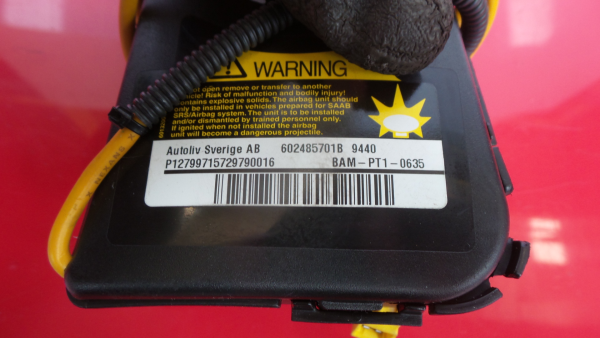 WARNING
not open remove or transfer to another
vehicle! Risk of malfunction and bodily injury!
contains explosive solids. The airbag unit should
only be installed in vehicles prepared for SAAB
SRS/Airbag system. The unit is to be installed
and/or dismantled by trained personnel only.
If ignited when not installed the airbag
unit will become a dangerous projectile.
Autoliv Sverige AB 602485701B 9440
P12799715729790016 BAM-PT1-0635